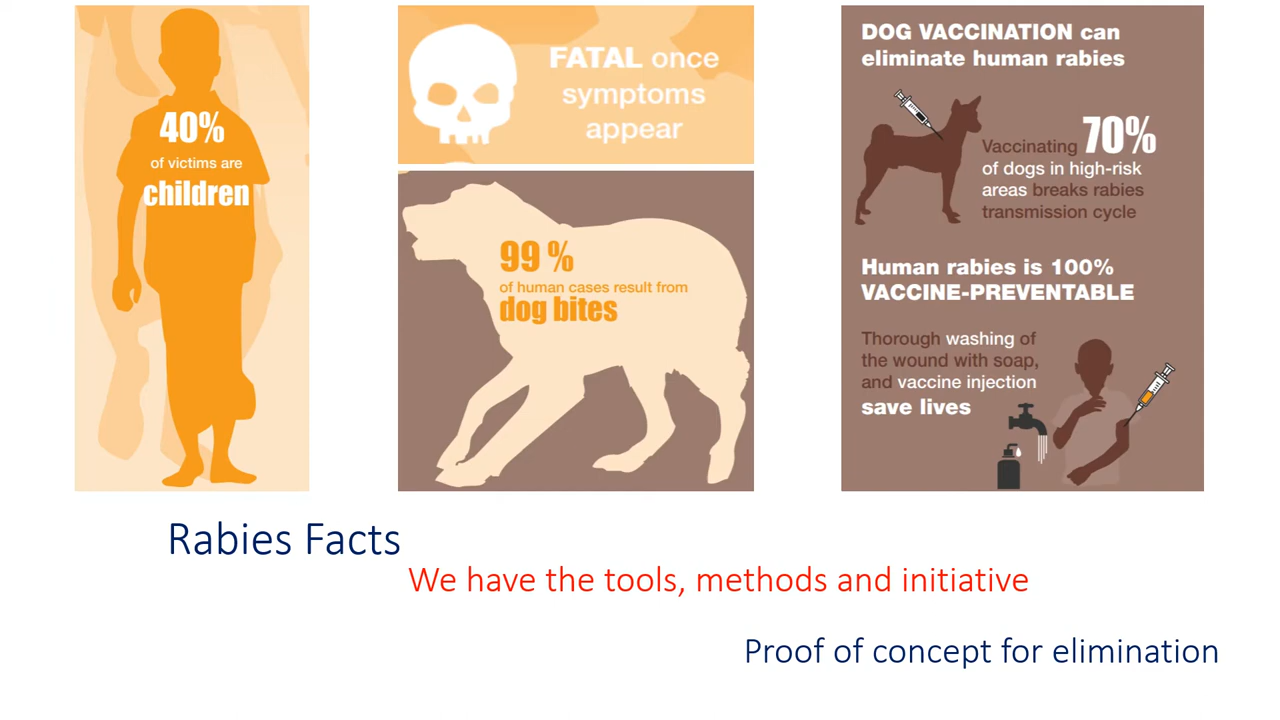 40%
of victims are
children
FATAL once
symptoms
appear
99 %
of human cases result from
dog bites
DOG VACCINATION can
eliminate human rabies
Vaccinating 70%
of dogs in high-risk
areas breaks rabies
transmission cycle
Human rabies is 100%
VACCINE-PREVENTABLE
Thorough washing of
the wound with soap,
and vaccine injection
save lives
Rabies Facts
We have the tools, methods and initiative
Proof of concept for elimination